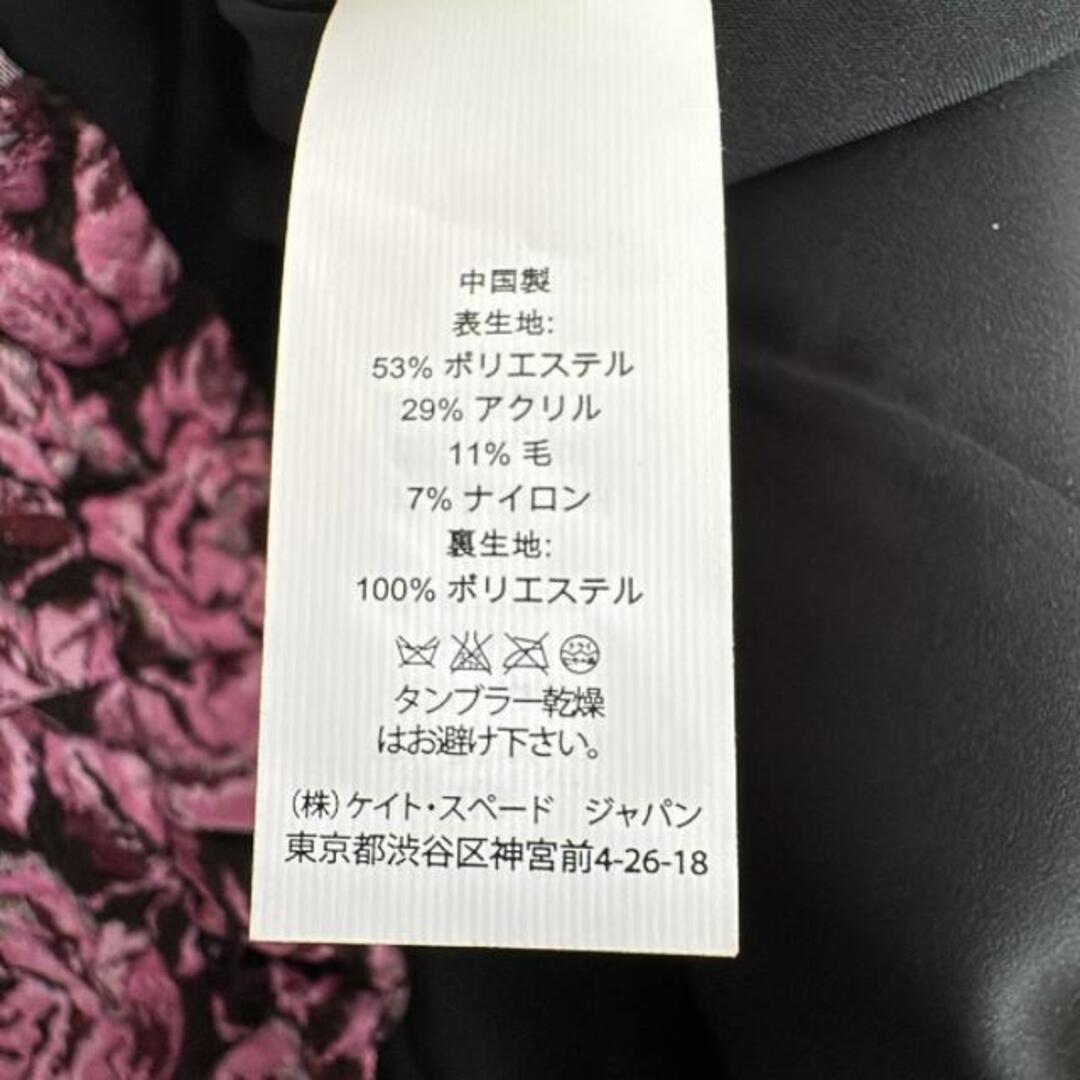 中国製
表生地:
53% ポリエステル
29% アクリル
11% 毛
7% ナイロン
裏生地:
100% ポリエステル
タンブラー乾燥
はお避け下さい。
(株)ケイト・スペード ジャパン
東京都渋谷区神宮前4-26-18